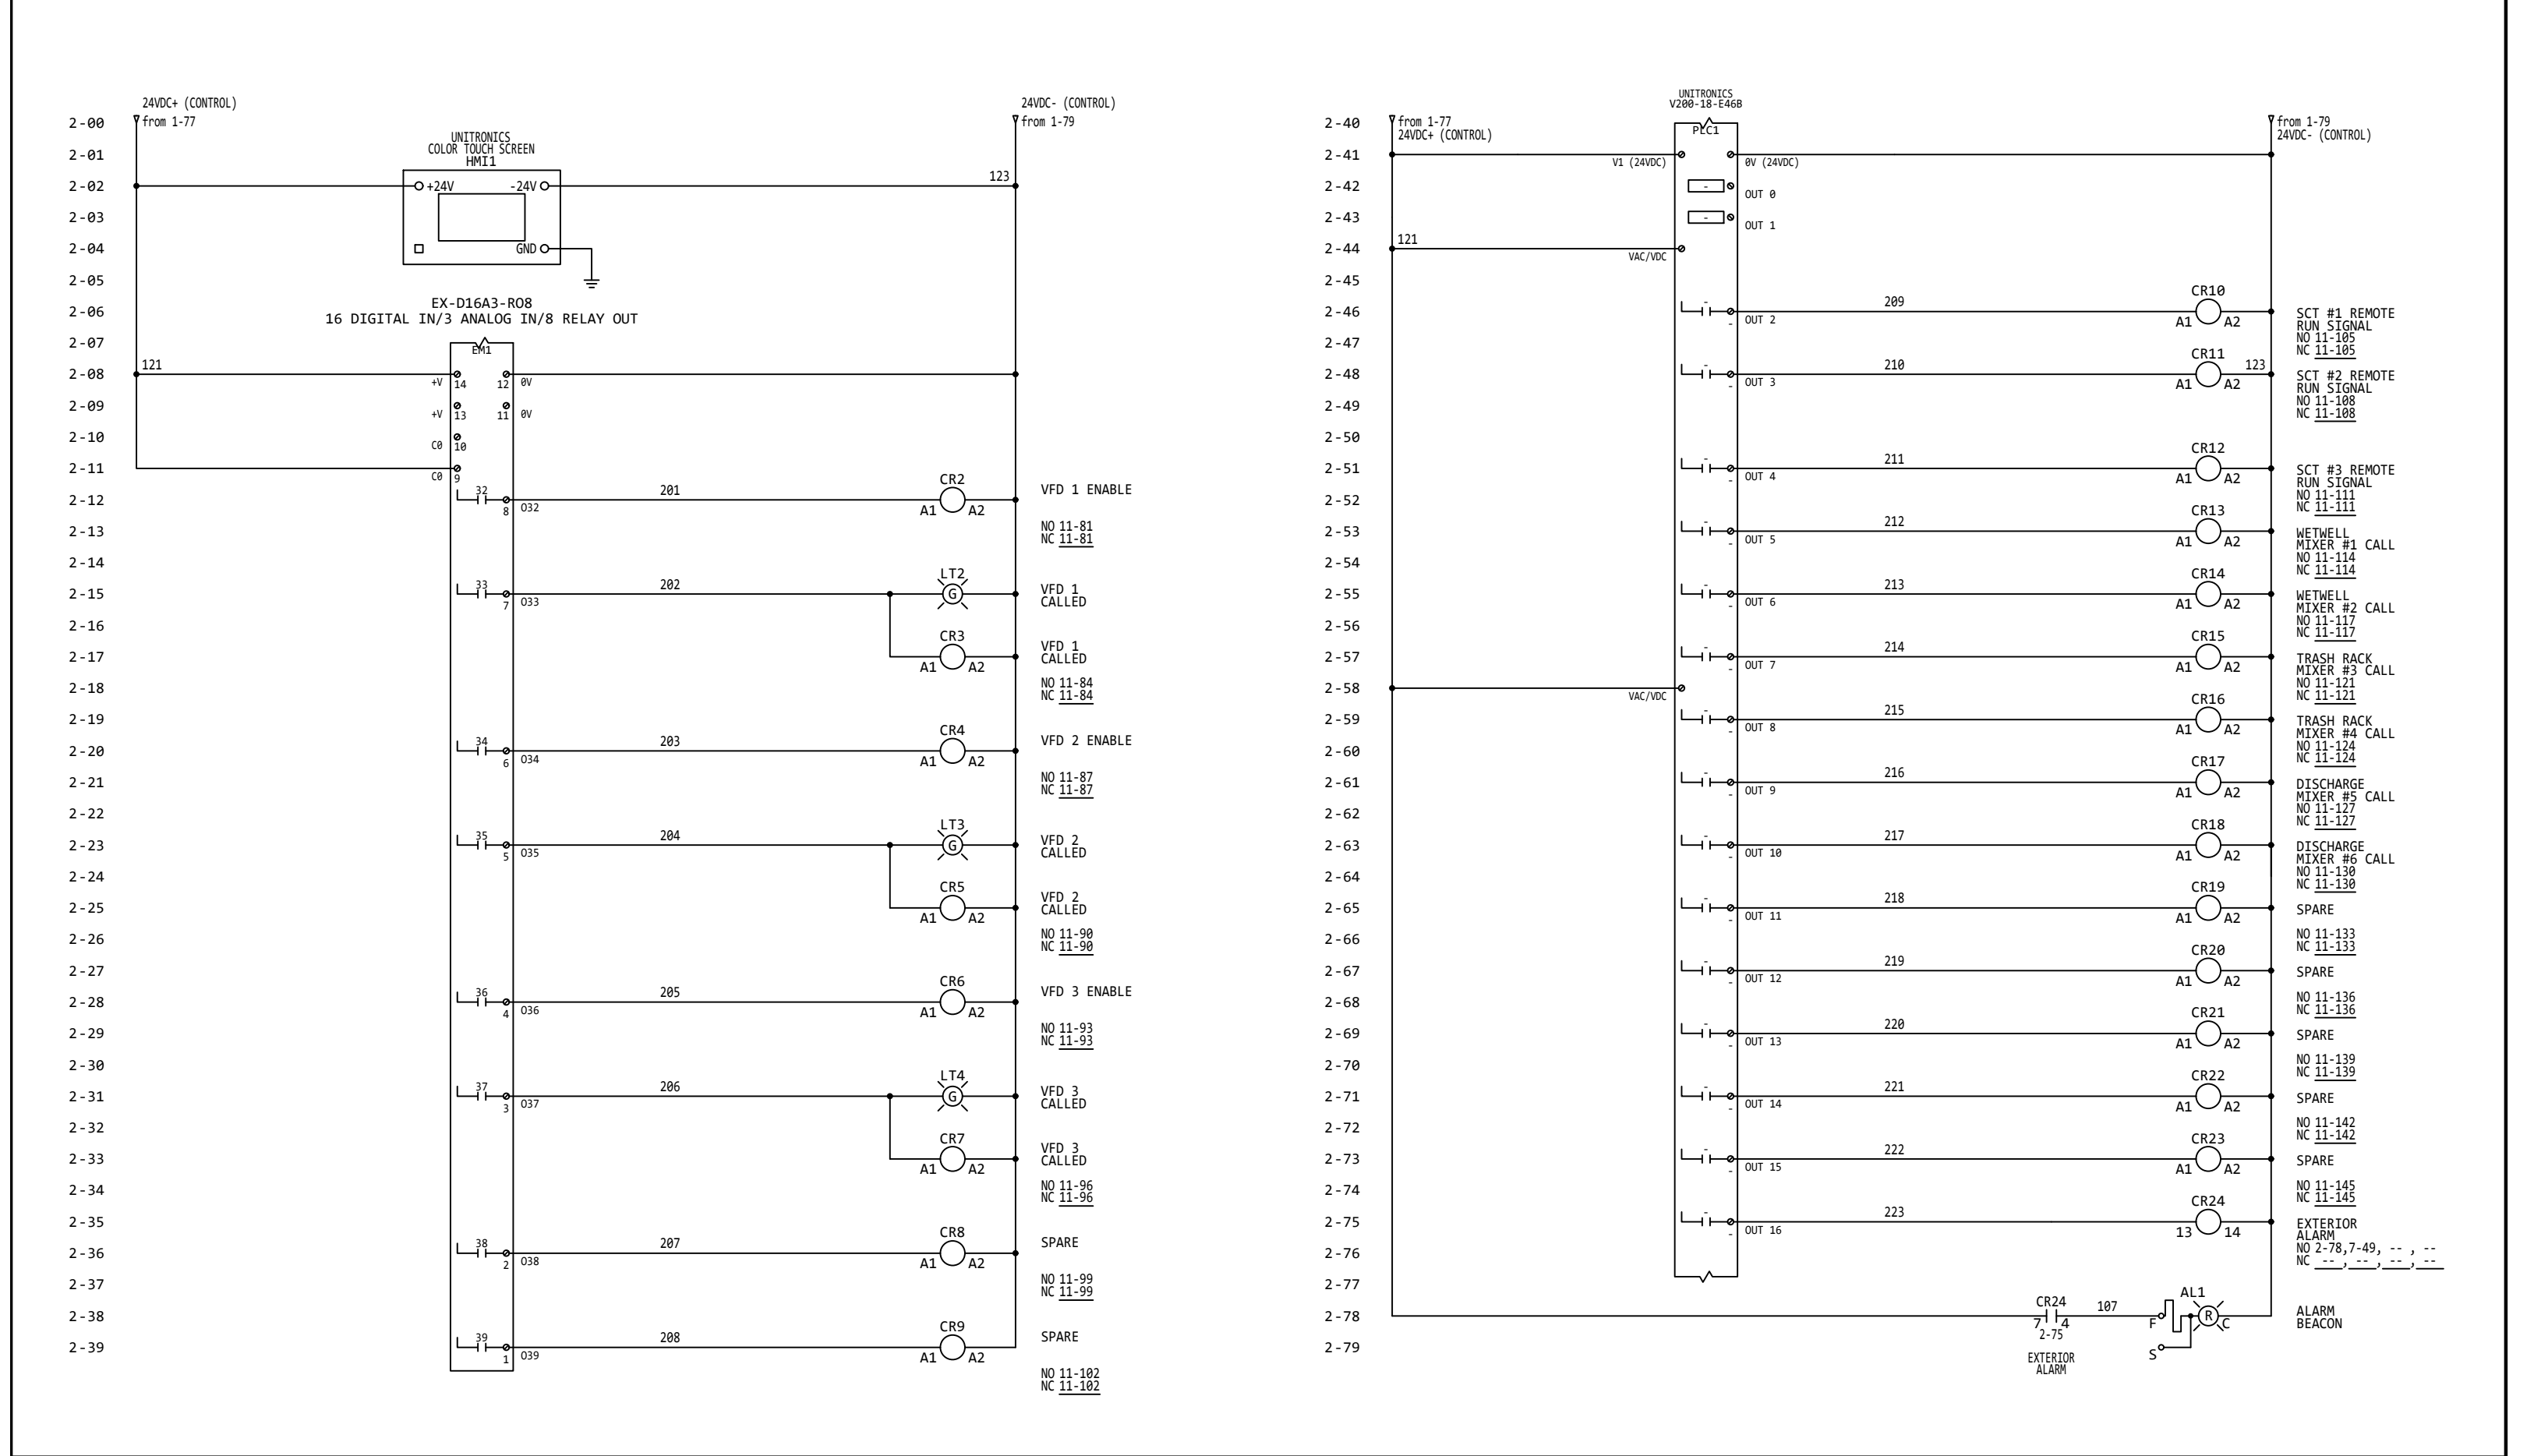 24VDC+ (CONTROL)
from 1-77
24VDC- (CONTROL)
from 1-79
2-00
2-01
2-02
2-03
2-04
2-05
2-06
2-07
2-08
2-09
2-10
2-11
2-12
2-13
2-14
2-15
2-16
2-17
2-18
2-19
2-20
2-21
2-22
2-23
2-24
2-25
2-26
2-27
2-28
2-29
2-30
2-31
2-32
2-33
2-34
2-35
2-36
2-37
2-38
2-39
UNITRONICS
COLOR TOUCH SCREEN
HMI1
+24V -24V
GND
123
EX-D16A3-RO8
16 DIGITAL IN/3 ANALOG IN/8 RELAY OUT
EM1
121
+V 14 12 0V
+V 13 11 0V
C0 10
C0 9
32 8 O32 201 CR2 A1 A2
VFD 1 ENABLE
NO 11-81
NC 11-81
33 7 O33 202 LT2 G
VFD 1
CALLED
CR3 A1 A2
VFD 1
CALLED
NO 11-84
NC 11-84
34 6 O34 203 CR4 A1 A2
VFD 2 ENABLE
NO 11-87
NC 11-87
35 5 O35 204 LT3 G
VFD 2
CALLED
CR5 A1 A2
VFD 2
CALLED
NO 11-90
NC 11-90
36 4 O36 205 CR6 A1 A2
VFD 3 ENABLE
NO 11-93
NC 11-93
37 3 O37 206 LT4 G
VFD 3
CALLED
CR7 A1 A2
VFD 3
CALLED
NO 11-96
NC 11-96
38 2 O38 207 CR8 A1 A2
SPARE
NO 11-99
NC 11-99
39 1 O39 208 CR9 A1 A2
SPARE
NO 11-102
NC 11-102
2-40
2-41
2-42
2-43
2-44
2-45
2-46
2-47
2-48
2-49
2-50
2-51
2-52
2-53
2-54
2-55
2-56
2-57
2-58
2-59
2-60
2-61
2-62
2-63
2-64
2-65
2-66
2-67
2-68
2-69
2-70
2-71
2-72
2-73
2-74
2-75
2-76
2-77
2-78
2-79
from 1-77
24VDC+ (CONTROL)
UNITRONICS
V200-18-E46B
PLC1
from 1-79
24VDC- (CONTROL)
V1 (24VDC) 0V (24VDC)
- OUT 0
- OUT 1
121
VAC/VDC
- - OUT 2 209 CR10 A1 A2
SCT #1 REMOTE
RUN SIGNAL
NO 11-105
NC 11-105
- - OUT 3 210 CR11 A1 A2 123
SCT #2 REMOTE
RUN SIGNAL
NO 11-108
NC 11-108
- - OUT 4 211 CR12 A1 A2
SCT #3 REMOTE
RUN SIGNAL
NO 11-111
NC 11-111
- - OUT 5 212 CR13 A1 A2
WETWELL
MIXER #1 CALL
NO 11-114
NC 11-114
- - OUT 6 213 CR14 A1 A2
WETWELL
MIXER #2 CALL
NO 11-117
NC 11-117
- - OUT 7 214 CR15 A1 A2
TRASH RACK
MIXER #3 CALL
NO 11-121
NC 11-121
VAC/VDC
- - OUT 8 215 CR16 A1 A2
TRASH RACK
MIXER #4 CALL
NO 11-124
NC 11-124
- - OUT 9 216 CR17 A1 A2
DISCHARGE
MIXER #5 CALL
NO 11-127
NC 11-127
- - OUT 10 217 CR18 A1 A2
DISCHARGE
MIXER #6 CALL
NO 11-130
NC 11-130
- - OUT 11 218 CR19 A1 A2
SPARE
NO 11-133
NC 11-133
- - OUT 12 219 CR20 A1 A2
SPARE
NO 11-136
NC 11-136
- - OUT 13 220 CR21 A1 A2
SPARE
NO 11-139
NC 11-139
- - OUT 14 221 CR22 A1 A2
SPARE
NO 11-142
NC 11-142
- - OUT 15 222 CR23 A1 A2
SPARE
NO 11-145
NC 11-145
- - OUT 16 223 CR24 13 14
EXTERIOR
ALARM
NO 2-78,7-49, -- , --
NC -- , -- , -- , --
CR24 7 4
2-75
EXTERIOR
ALARM
107
AL1
F R C
S
ALARM
BEACON